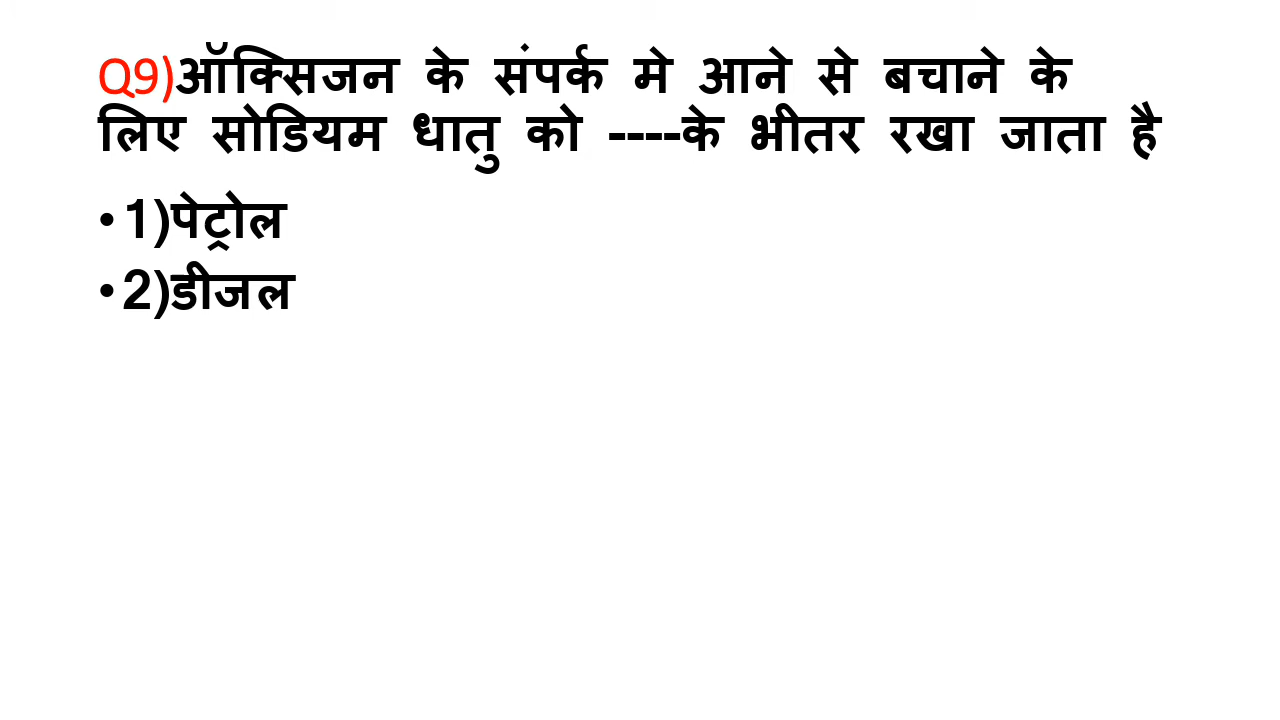 Q9)ऑक्सिजन के संपर्क मे आने से बचाने के
लिए सोडियम धातु को ----के भीतर रखा जाता है
• 1)पेट्रोल
• 2)डीजल